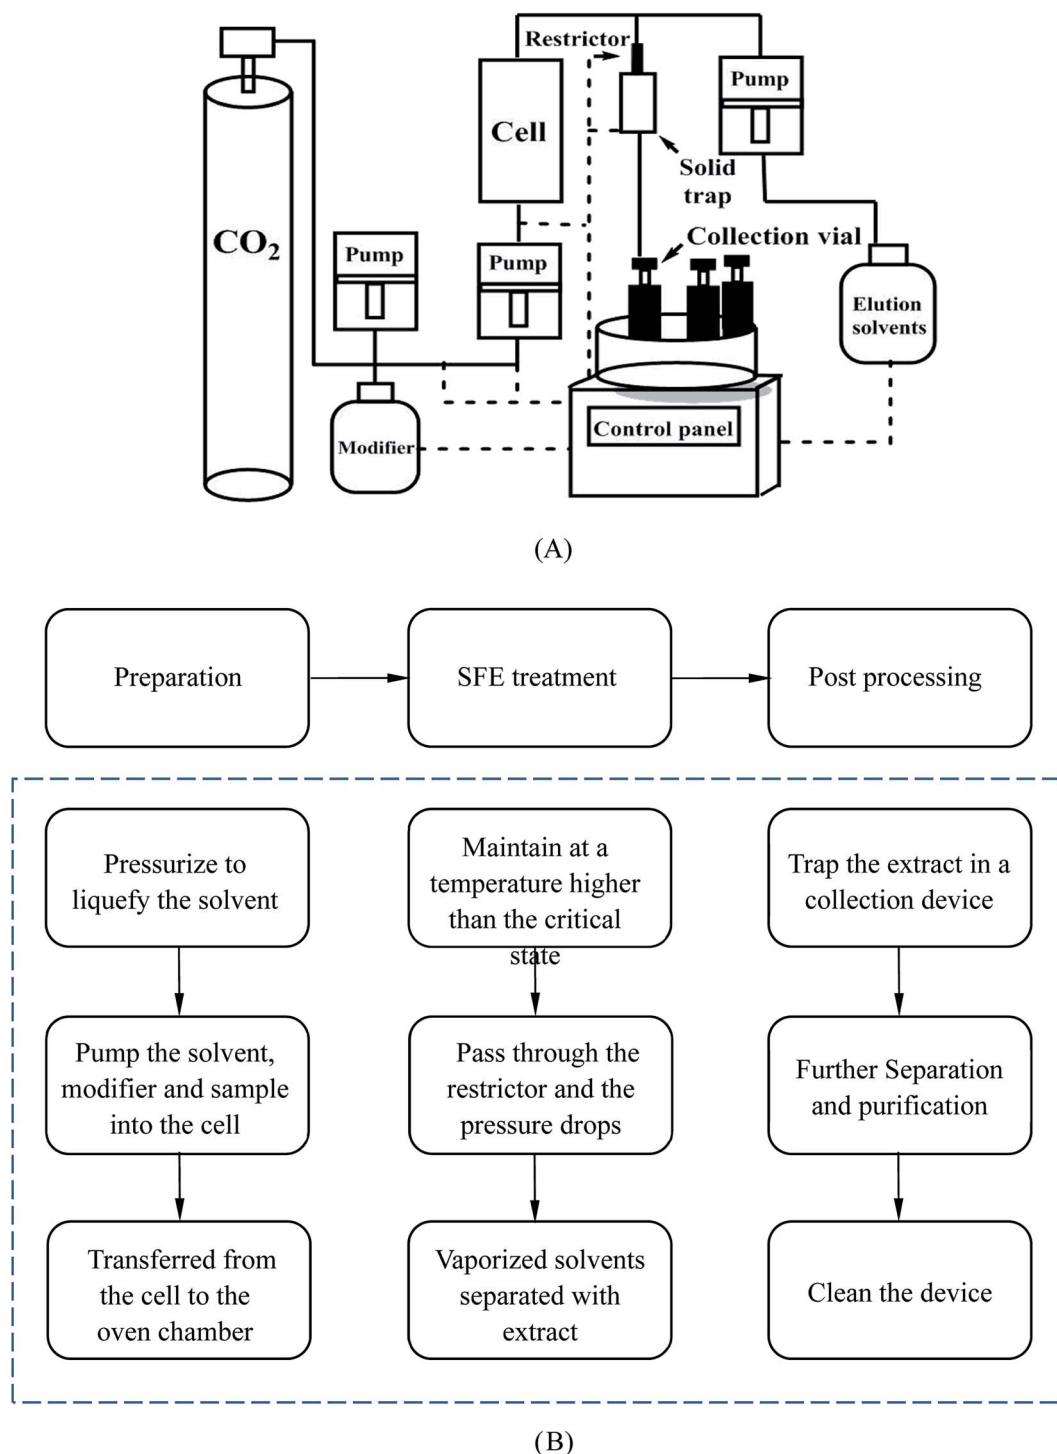 Restrictor
Pump
Cell
Solid
trap
CO₂
Pump
Pump
Collection vial
Elution
solvents
Control panel
Modifier
(A)
Preparation
SFE treatment
Post processing
Pressurize to
liquefy the solvent
Maintain at a
temperature higher
than the critical
state
Trap the extract in a
collection device
Pump the solvent,
modifier and sample
into the cell
Pass through the
restrictor and the
pressure drops
Further Separation
and purification
Transferred from
the cell to the
oven chamber
Vaporized solvents
separated with
extract
Clean the device
(B)